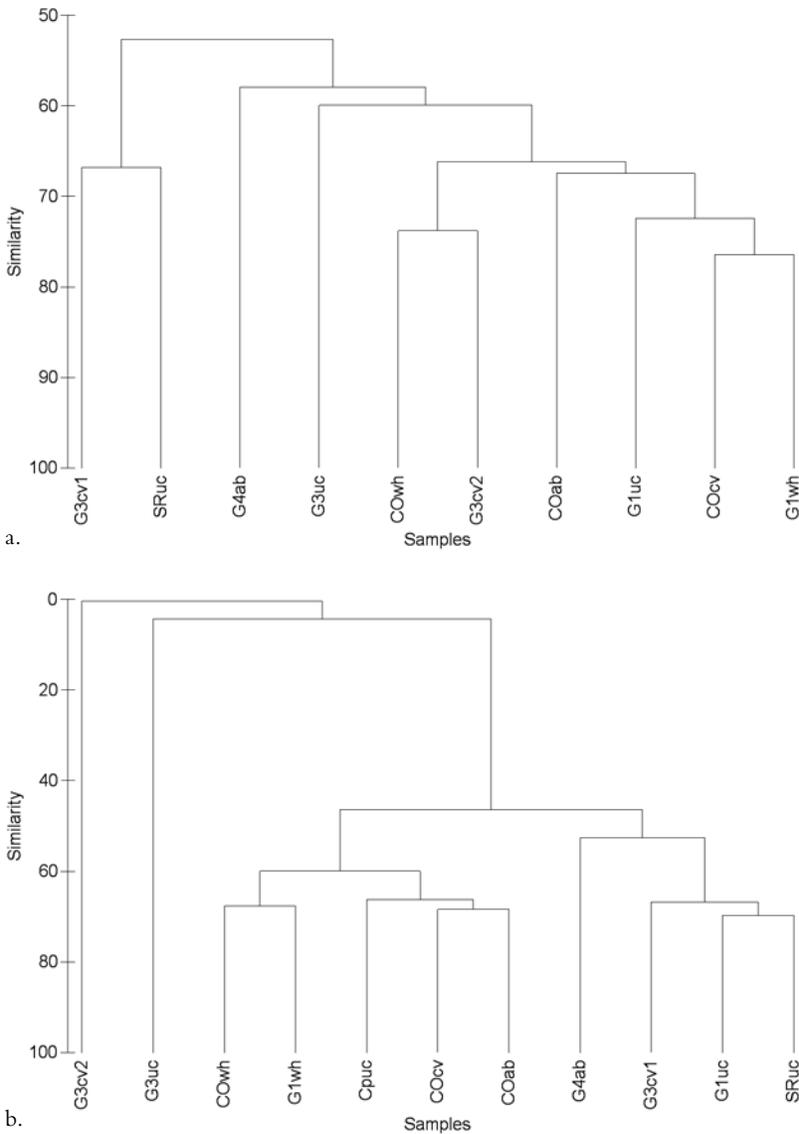 50
60
70
80
90
100
Similarity
G3cv1
SRuc
G4ab
G3uc
COwh
G3cv2
COab
G1uc
COcv
G1wh
Samples
a.
0
20
40
60
80
100
Similarity
G3cv2
G3uc
COwh
G1wh
Cpuc
COcv
COab
G4ab
G3cv1
G1uc
SRuc
Samples
b.